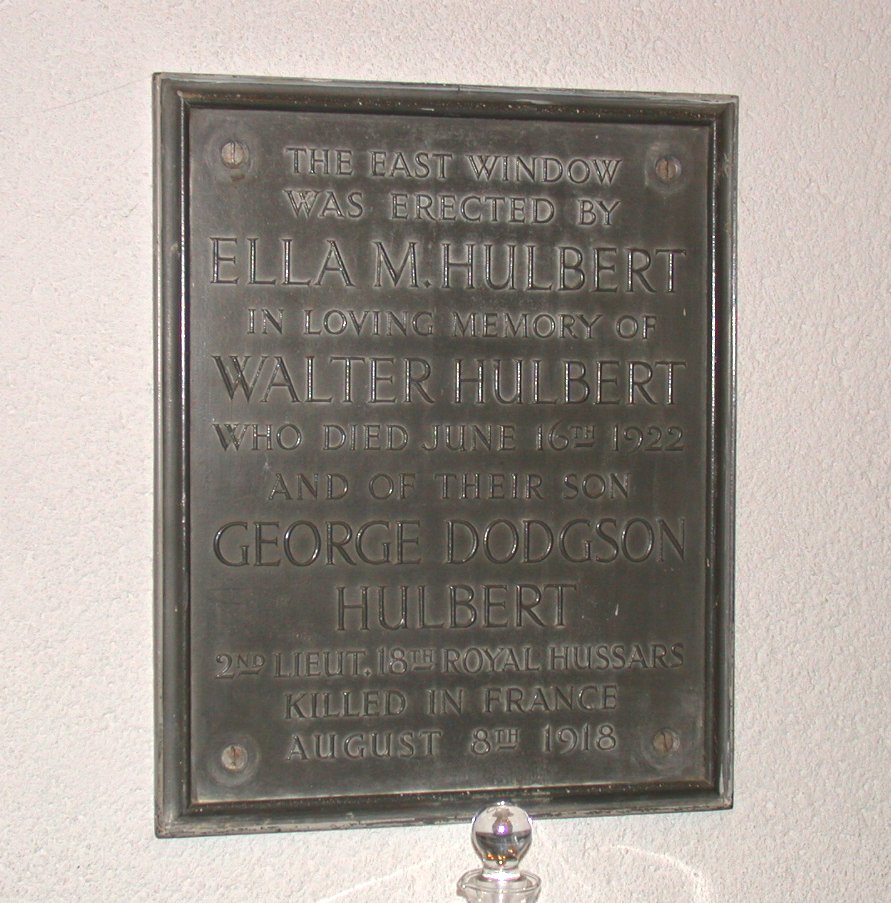 THE EAST WINDOW
WAS ERECTED BY
ELLA M. HULBERT
IN LOVING MEMORY OF
WALTER HULBERT
WHO DIED JUNE 16TH 1922
AND OF THEIR SON
GEORGE DODGSON
HULBERT
2ND LIEUT. 18TH ROYAL HUSSARS
KILLED IN FRANCE
AUGUST 8TH 1918